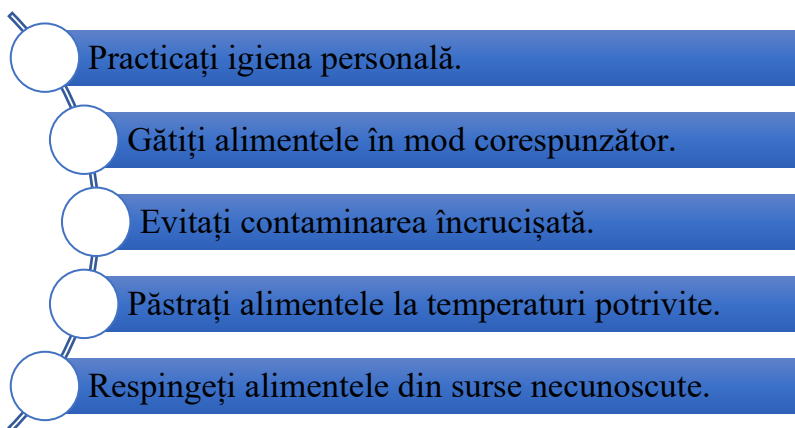 Practicați igiena personală.
Gătiți alimentele în mod corespunzător.
Evitați contaminarea încrucișată.
Păstrați alimentele la temperaturi potrivite.
Respingeți alimentele din surse necunoscute.